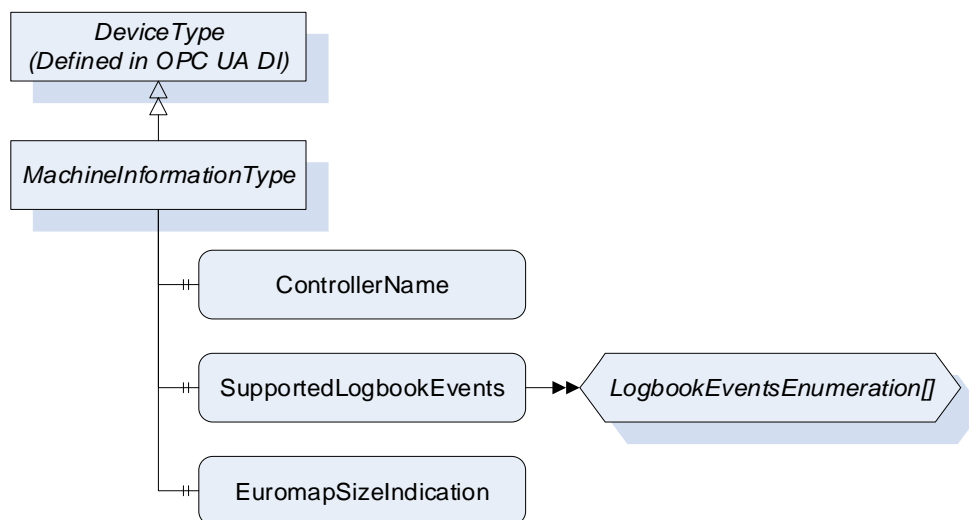 DeviceType
(Defined in OPC UA DI)
MachineInformationType
ControllerName
SupportedLogbookEvents
LogbookEventsEnumeration[]
EuromapSizeIndication